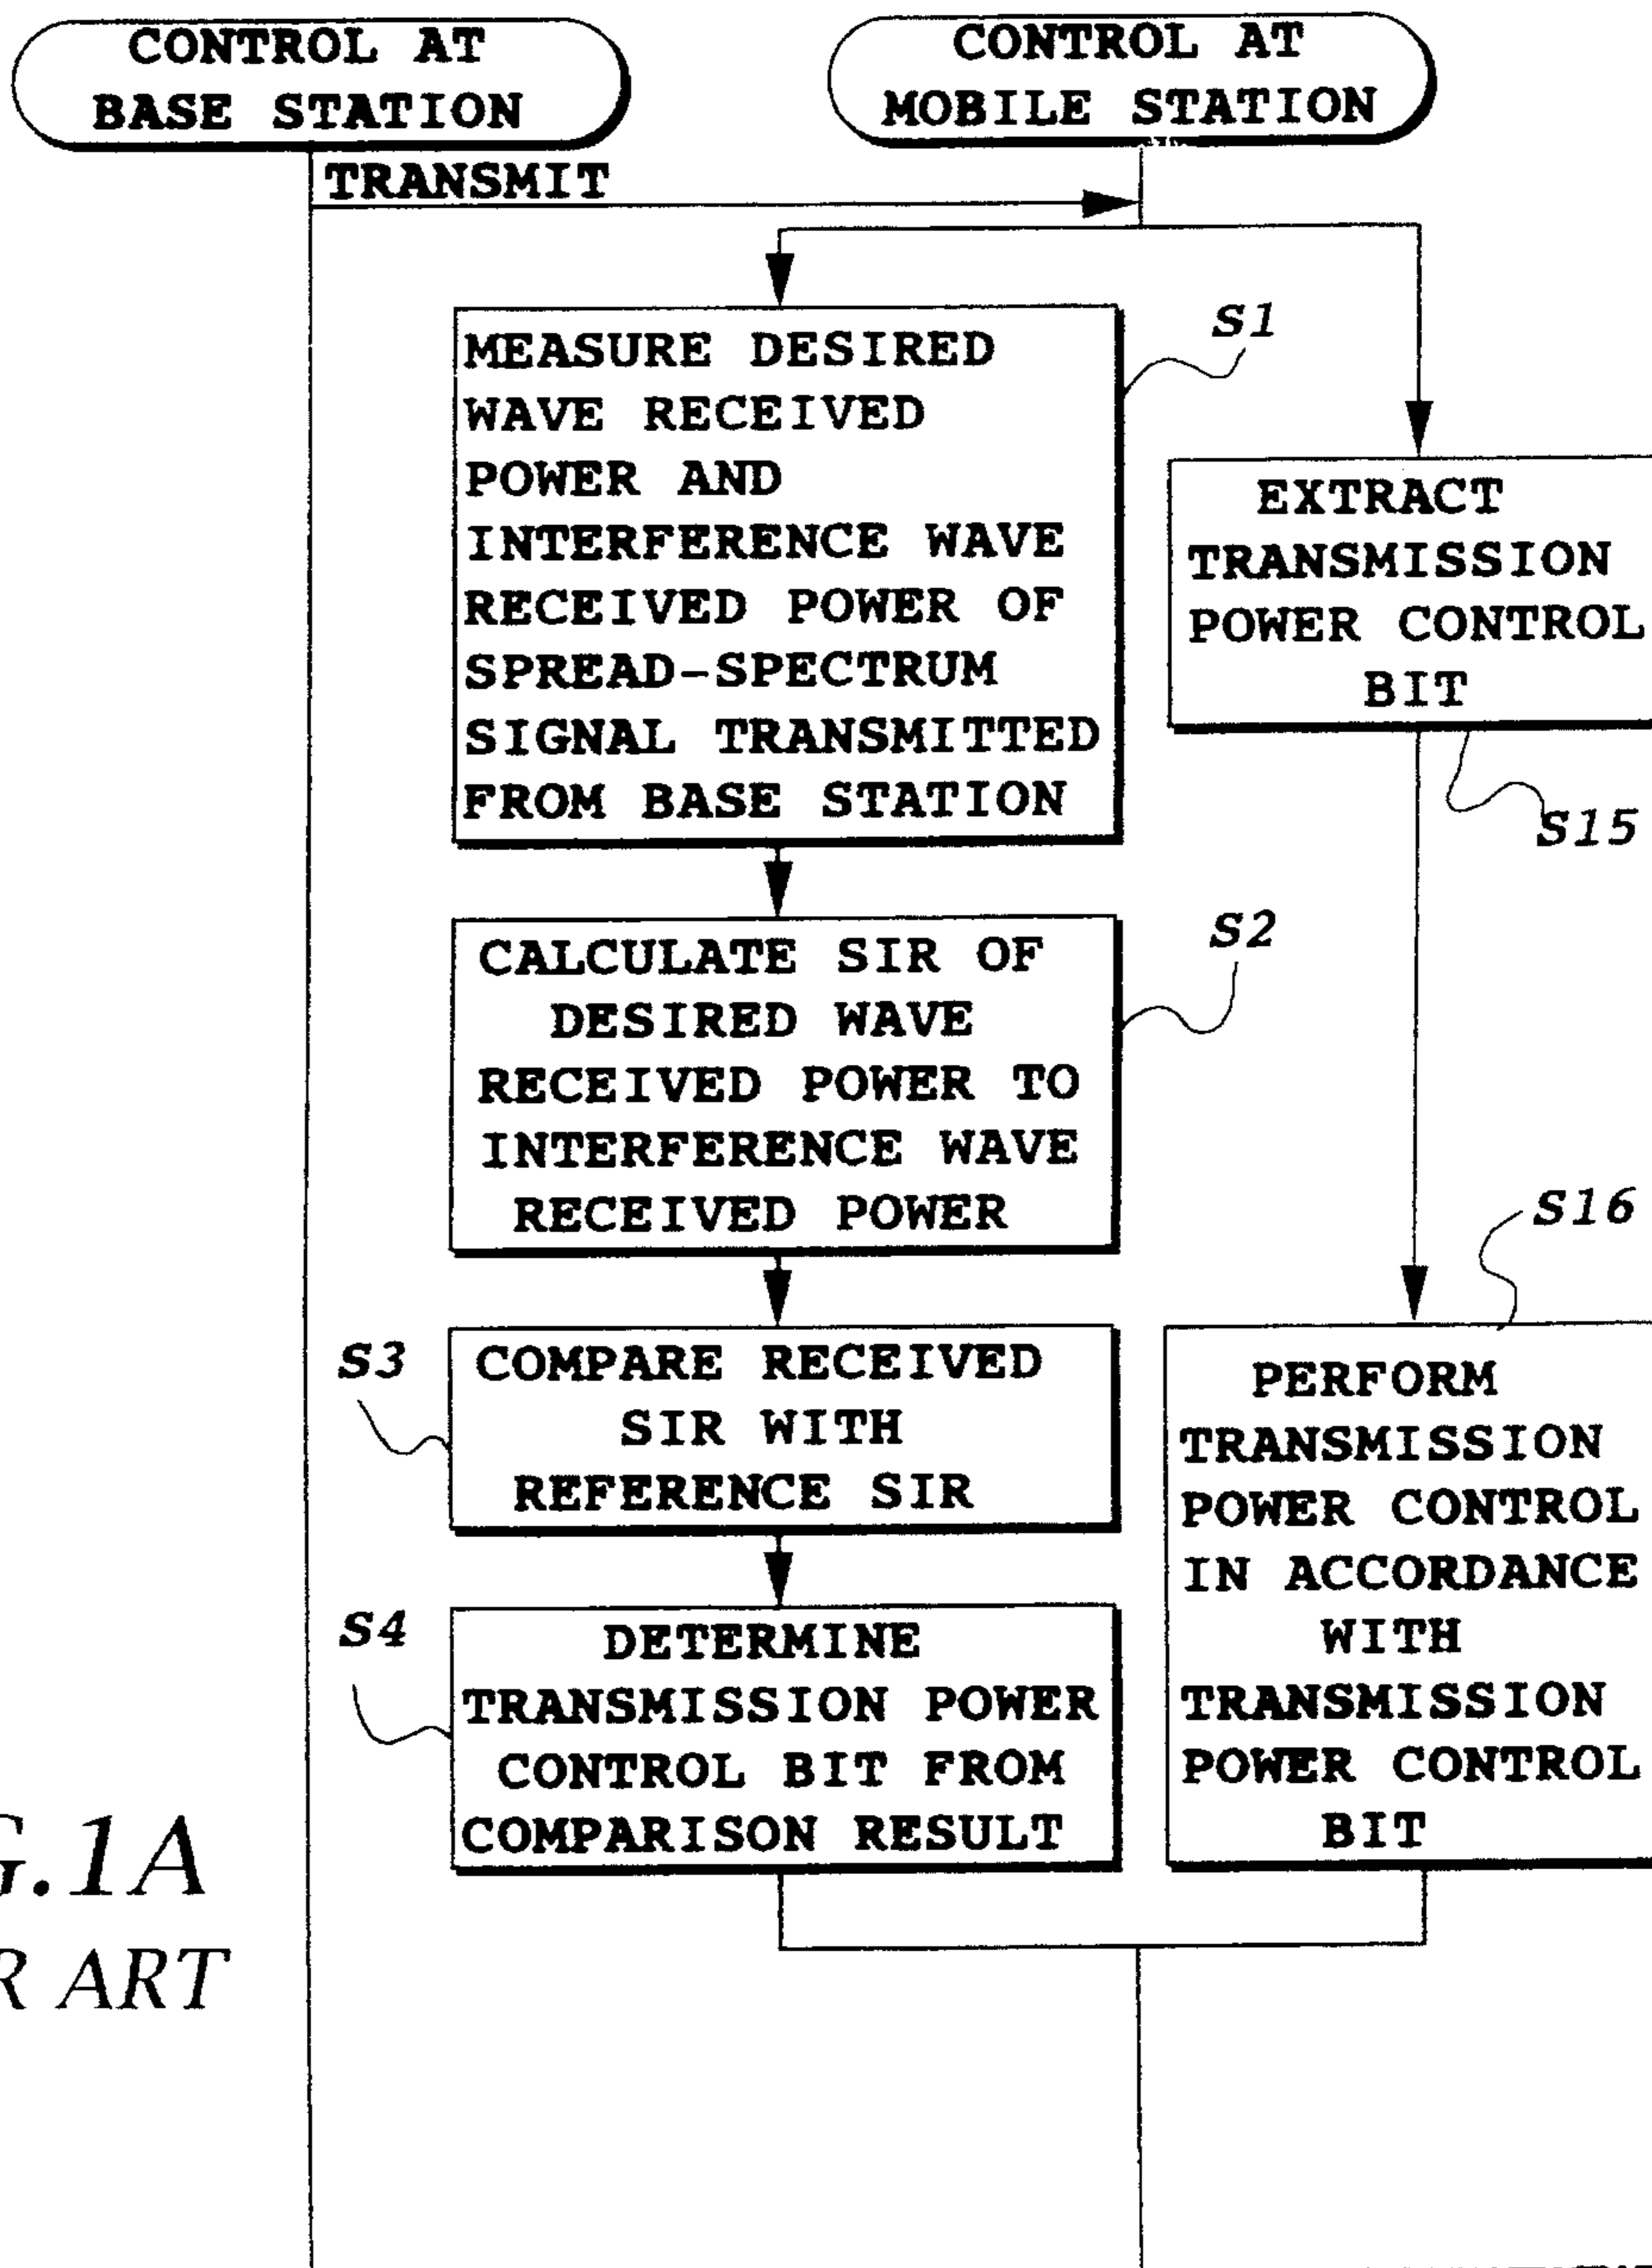 CONTROL AT
BASE STATION
CONTROL AT
MOBILE STATION
TRANSMIT
MEASURE DESIRED
WAVE RECEIVED
POWER AND
INTERFERENCE WAVE
RECEIVED POWER OF
SPREAD-SPECTRUM
SIGNAL TRANSMITTED
FROM BASE STATION
S1
EXTRACT
TRANSMISSION
POWER CONTROL
BIT
S15
CALCULATE SIR OF
DESIRED WAVE
RECEIVED POWER TO
INTERFERENCE WAVE
RECEIVED POWER
S2
S16
S3
COMPARE RECEIVED
SIR WITH
REFERENCE SIR
PERFORM
TRANSMISSION
POWER CONTROL
IN ACCORDANCE
WITH
TRANSMISSION
POWER CONTROL
BIT
S4
DETERMINE
TRANSMISSION POWER
CONTROL BIT FROM
COMPARISON RESULT
G.1A
R ART